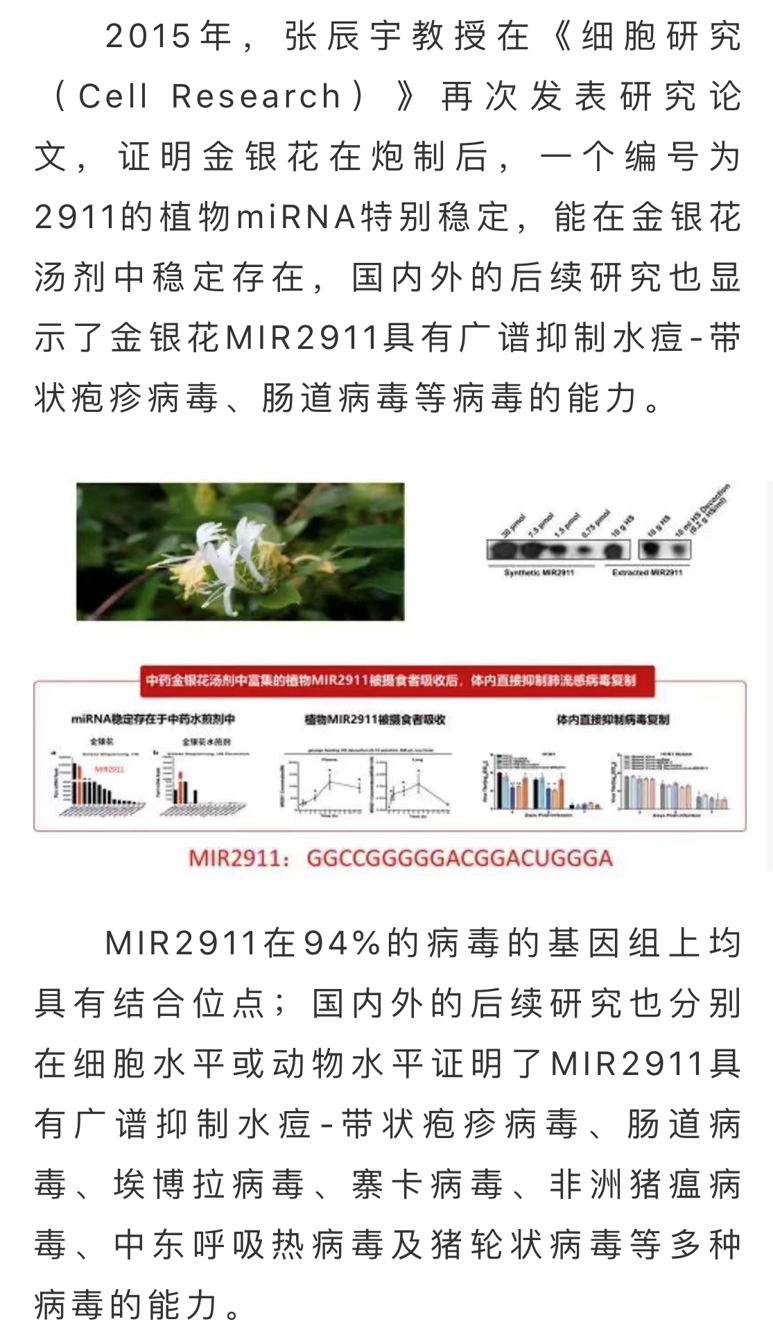 2015年，张辰宇教授在《细胞研究
（Cell Research）》再次发表研究论
文，证明金银花在炮制后，一个编号为
2911的植物miRNA特别稳定，能在金银花
汤剂中稳定存在，国内外的后续研究也显
示了金银花MIR2911具有广谱抑制水痘-带
状疱疹病毒、肠道病毒等病毒的能力。
30 pmol 7.5 pmol 1.5 pmol 0.75 pmol 10 g HS 10 g HS 10 ml HS Decoction (0.2 g HS/ml)
Synthetic MIR2911 Extracted MIR2911
中药金银花汤剂中富集的植物MIR2911被摄食者吸收后，体内直接抑制肺流感病毒复制
miRNA稳定存在于中药水煎剂中 植物MIR2911被摄食者吸收 体内直接抑制病毒复制
金银花 金银花水煎剂
MIR2911
Plasma Lung
Days Post-infection Days Post-infection
MIR2911： GGCCGGGGGACGGACUGGGA
MIR2911在94%的病毒的基因组上均
具有结合位点；国内外的后续研究也分别
在细胞水平或动物水平证明了MIR2911具
有广谱抑制水痘-带状疱疹病毒、肠道病
毒、埃博拉病毒、寨卡病毒、非洲猪瘟病
毒、中东呼吸热病毒及猪轮状病毒等多种
病毒的能力。